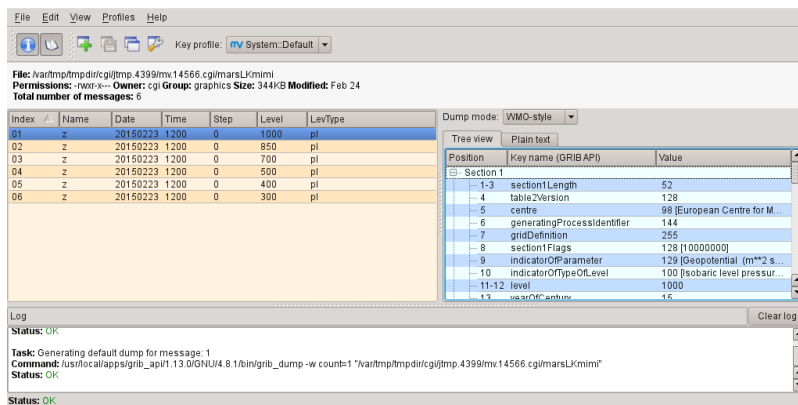 File Edit View Profiles Help
Key profile: System::Default
File: /var/tmp/tmpdir/cgi/jtmp.4399/mv.14566.cgi/marsLKmimi
Permissions: -rwxr-x--- Owner: cgi Group: graphics Size: 344KB Modified: Feb 24
Total number of messages: 6
Index Name Date Time Step Level LevType
01 z 20150223 1200 0 1000 pl
02 z 20150223 1200 0 850 pl
03 z 20150223 1200 0 700 pl
04 z 20150223 1200 0 500 pl
05 z 20150223 1200 0 400 pl
06 z 20150223 1200 0 300 pl
Dump mode: WMO-style
Tree view Plain text
Position Key name (GRIB API) Value
Section 1
1-3 section1Length 52
4 table2Version 128
5 centre 98 [European Centre for M...
6 generatingProcessIdentifier 144
7 gridDefinition 255
8 section1Flags 128 [10000000]
9 indicatorOfParameter 129 [Geopotential (m**2 s...
10 indicatorOfTypeOfLevel 100 [Isobaric level pressur...
11-12 level 1000
13 yearOfCentury 15
Log Clear log
Status: OK
Task: Generating default dump for message: 1
Command: /usr/local/apps/grib_api/1.13.0/GNU/4.8.1/bin/grib_dump -w count=1 "/var/tmp/tmpdir/cgi/jtmp.4399/mv.14566.cgi/marsLKmimi"
Status: OK
Status: OK